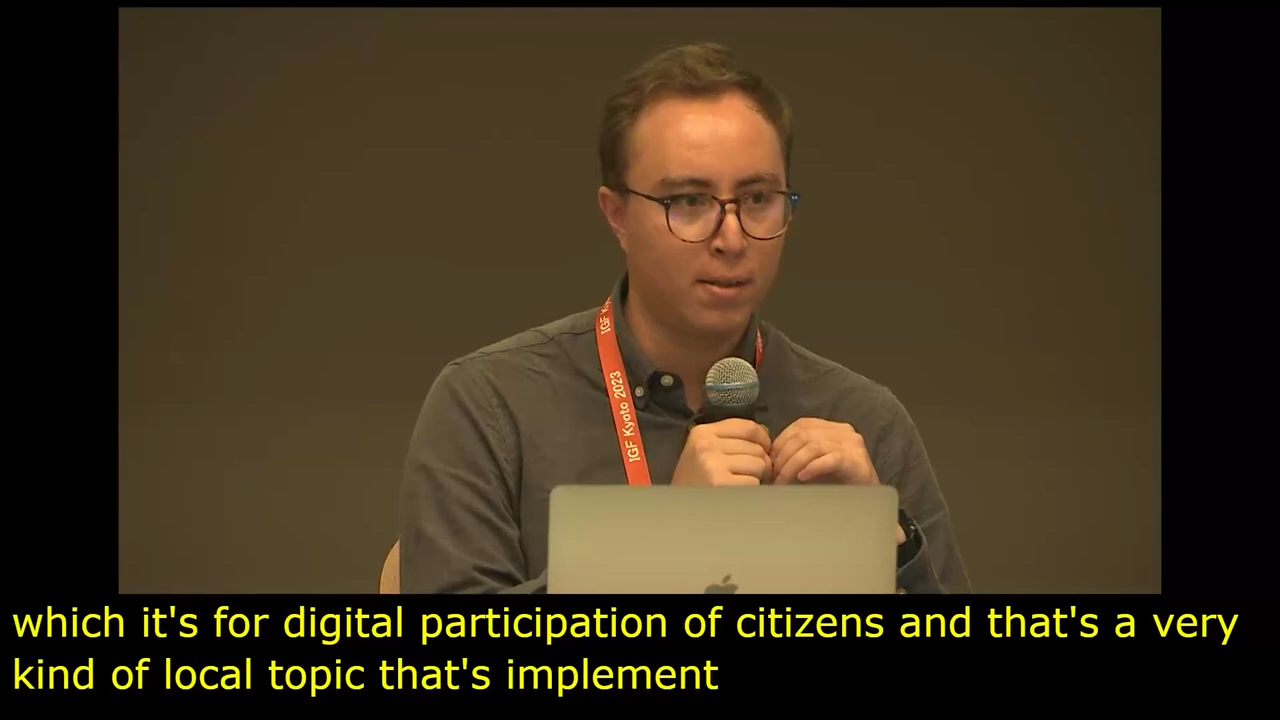 IGF K
IGF Kyoto 2023
which it's for digital participation of citizens and that's a very
kind of local topic that's implement